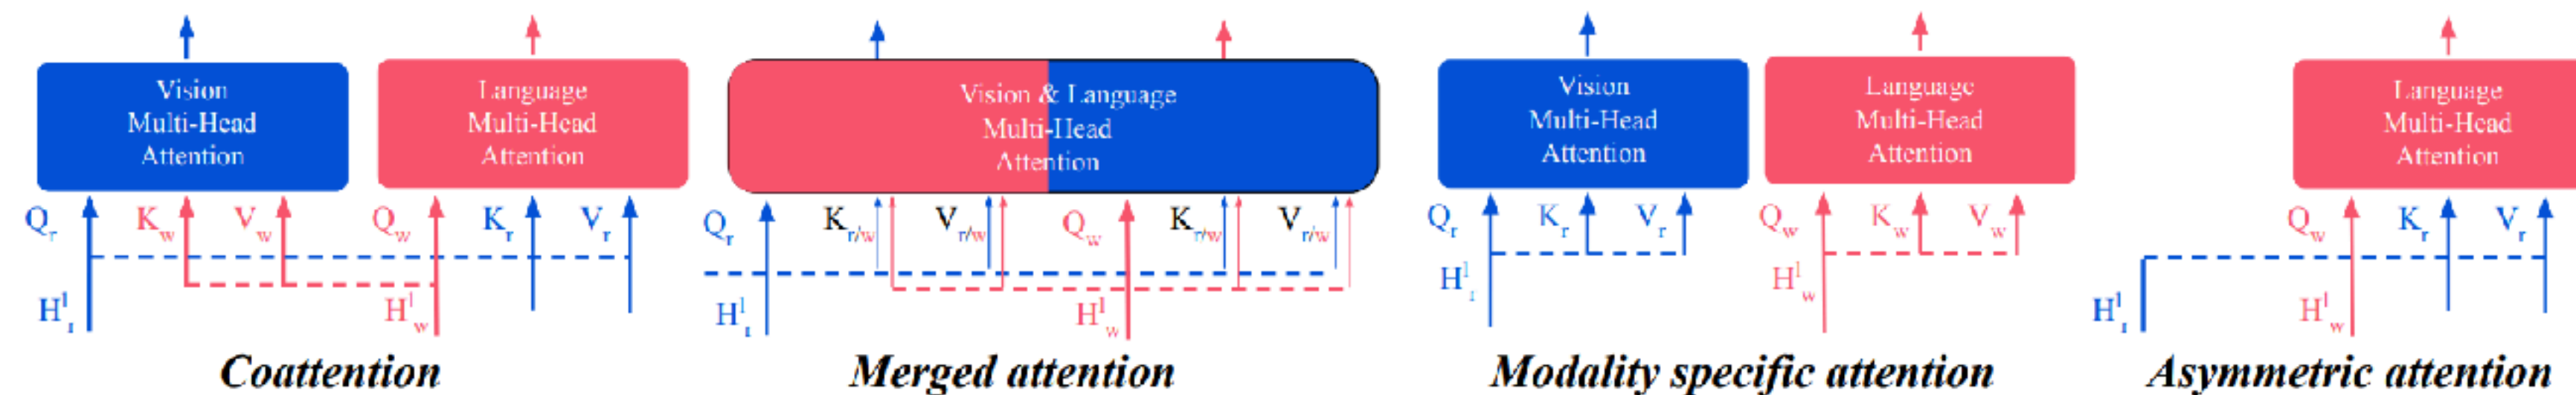 Vision
Multi-Head
Attention
Language
Multi-Head
Attention
Q_r K_w V_w Q_w K_r V_r
H^l_r H^l_w
Coattention
Vision & Language
Multi-Head
Attention
Q_r K_r/w V_r/w Q_w K_r/w V_r/w
H^l_r H^l_w
Merged attention
Vision
Multi-Head
Attention
Language
Multi-Head
Attention
Q_r K_r V_r Q_w K_w V_w
H^l_r H^l_w
Modality specific attention
Language
Multi-Head
Attention
Q_w K_r V_r
H^l_r H^l_w
Asymmetric attention